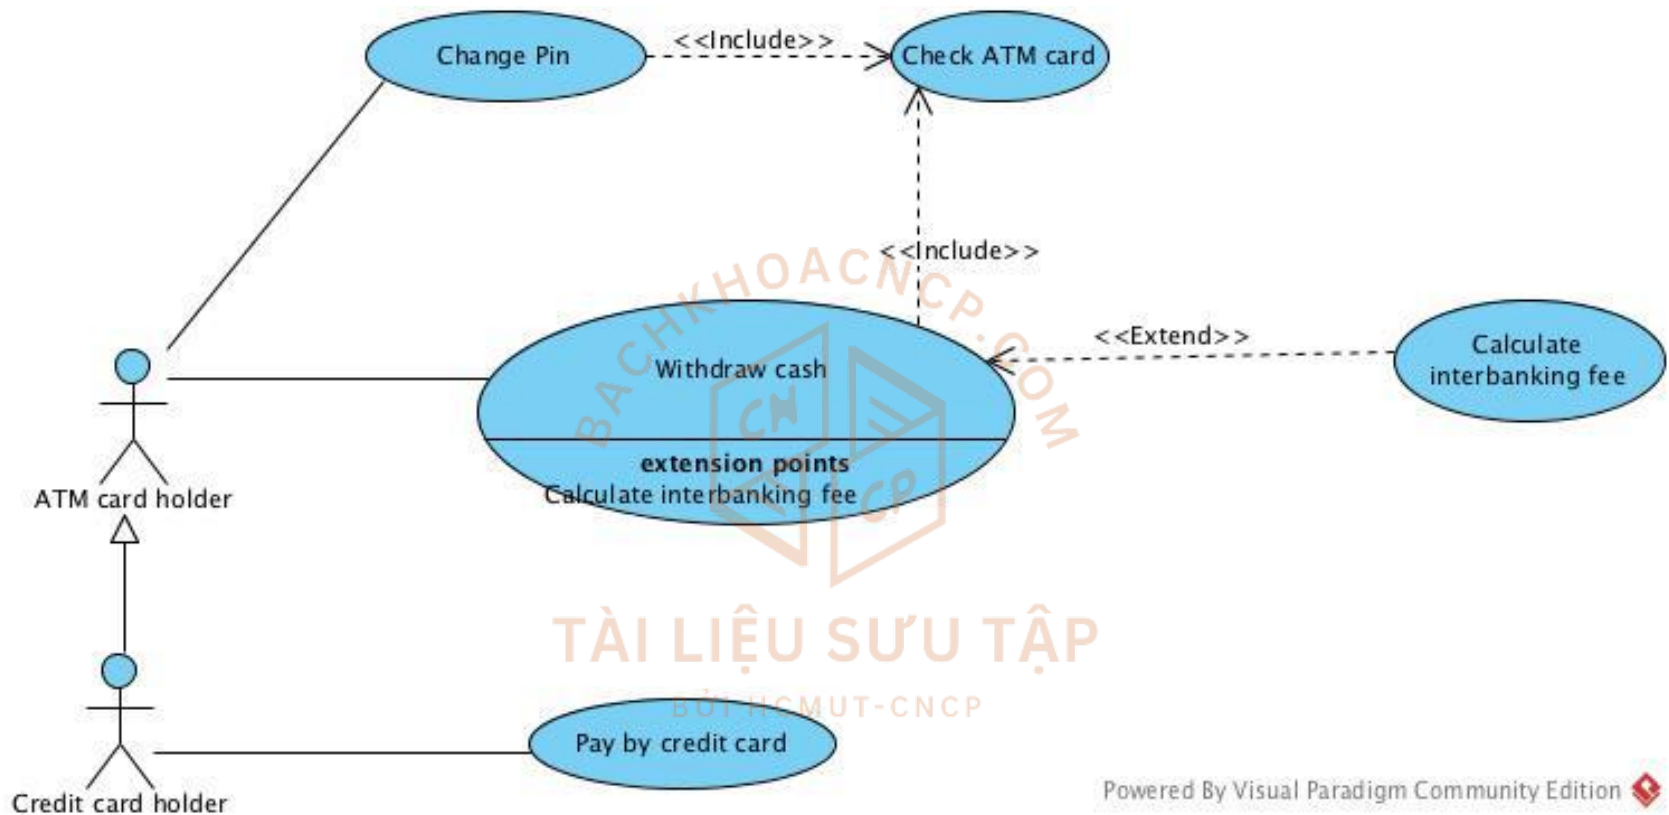 Change Pin
<<Include>>
Check ATM card
<<Include>>
BACHKHOACNCP.COM
<<Extend>>
Calculate
interbanking fee
Withdraw cash
CN
extension points
Calculate interbanking fee
CP
ATM card holder
TÀI LIỆU SƯU TẬP
BỞI HCMUT-CNCP
Pay by credit card
Credit card holder
Powered By Visual Paradigm Community Edition